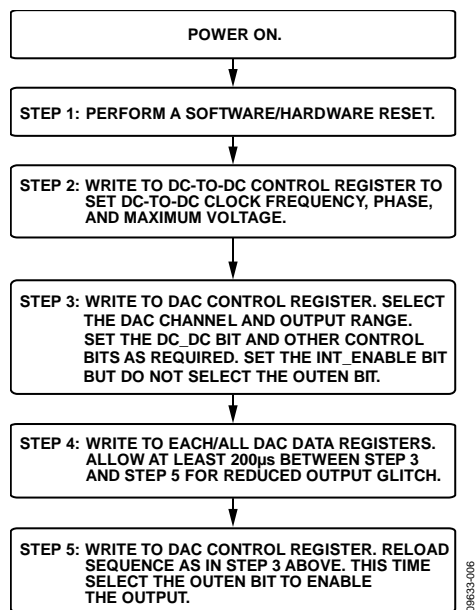 POWER ON.
STEP 1: PERFORM A SOFTWARE/HARDWARE RESET.
STEP 2: WRITE TO DC-TO-DC CONTROL REGISTER TO
SET DC-TO-DC CLOCK FREQUENCY, PHASE,
AND MAXIMUM VOLTAGE.
STEP 3: WRITE TO DAC CONTROL REGISTER. SELECT
THE DAC CHANNEL AND OUTPUT RANGE.
SET THE DC_DC BIT AND OTHER CONTROL
BITS AS REQUIRED. SET THE INT_ENABLE BIT
BUT DO NOT SELECT THE OUTEN BIT.
STEP 4: WRITE TO EACH/ALL DAC DATA REGISTERS.
ALLOW AT LEAST 200µs BETWEEN STEP 3
AND STEP 5 FOR REDUCED OUTPUT GLITCH.
STEP 5: WRITE TO DAC CONTROL REGISTER. RELOAD
SEQUENCE AS IN STEP 3 ABOVE. THIS TIME
SELECT THE OUTEN BIT TO ENABLE
THE OUTPUT.
09633-006